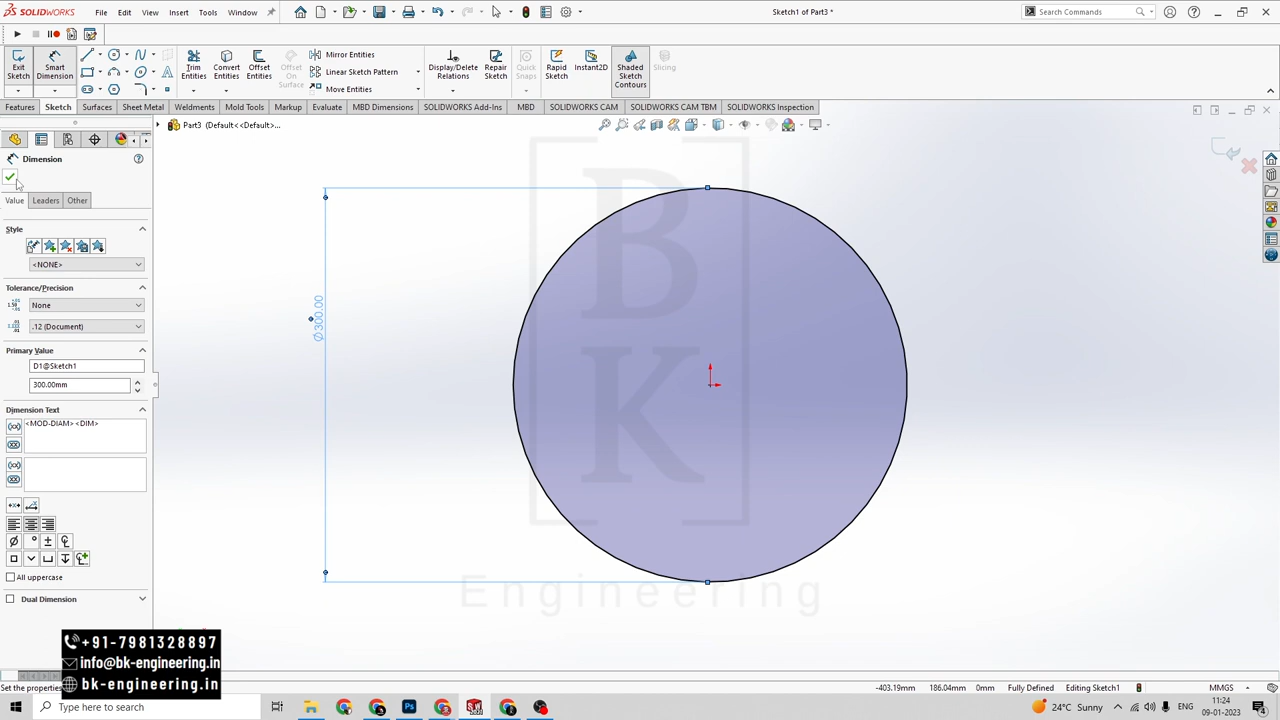 SOLIDWORKS
File Edit View Insert Tools Window
Sketch1 of Part3 *
Search Commands
Exit Sketch
Smart Dimension
Trim Entities
Convert Entities
Offset Entities
Offset On Surface
Mirror Entities
Linear Sketch Pattern
Move Entities
Display/Delete Relations
Repair Sketch
Quick Snaps
Rapid Sketch
Instant2D
Shaded Sketch Contours
Slicing
Features Sketch Surfaces Sheet Metal Weldments Mold Tools Markup Evaluate MBD Dimensions SOLIDWORKS Add-Ins MBD SOLIDWORKS CAM SOLIDWORKS CAM TBM SOLIDWORKS Inspection
Part3 (Default<<Default>...
Dimension
Value Leaders Other
Style
<NONE>
Tolerance/Precision
None
.12 (Document)
Primary Value
D1@Sketch1
300.00mm
Dimension Text
<MOD-DIAM><DIM>
All uppercase
Dual Dimension
∅300.00
B
K
Engineering
+91-7981328897
info@bk-engineering.in
bk-engineering.in
Set the properties
-403.19mm 186.04mm 0mm Fully Defined Editing Sketch1 MMGS
Type here to search
24°C Sunny
11:24
09-01-2023